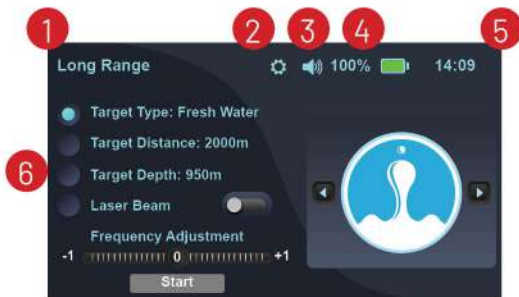 1 2 3 4 5
Long Range 100% 14:09
Target Type: Fresh Water
Target Distance: 2000m
6
Target Depth: 950m
Laser Beam
Frequency Adjustment
-1 0 +1
Start